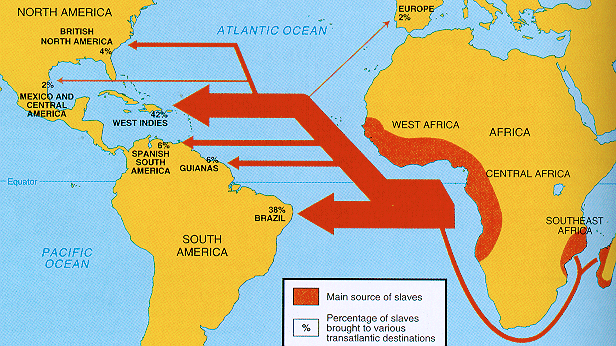 NORTH AMERICA
BRITISH
NORTH AMERICA
4%
ATLANTIC OCEAN
EUROPE
2%
2%
MEXICO AND
CENTRAL
AMERICA
42%
WEST INDIES
6%
SPANISH
SOUTH
AMERICA
6%
GUIANAS
WEST AFRICA
AFRICA
CENTRAL AFRICA
Equator
38%
BRAZIL
SOUTHEAST
AFRICA
SOUTH
AMERICA
PACIFIC
OCEAN
Main source of slaves
%
Percentage of slaves
brought to various
transatlantic destinations